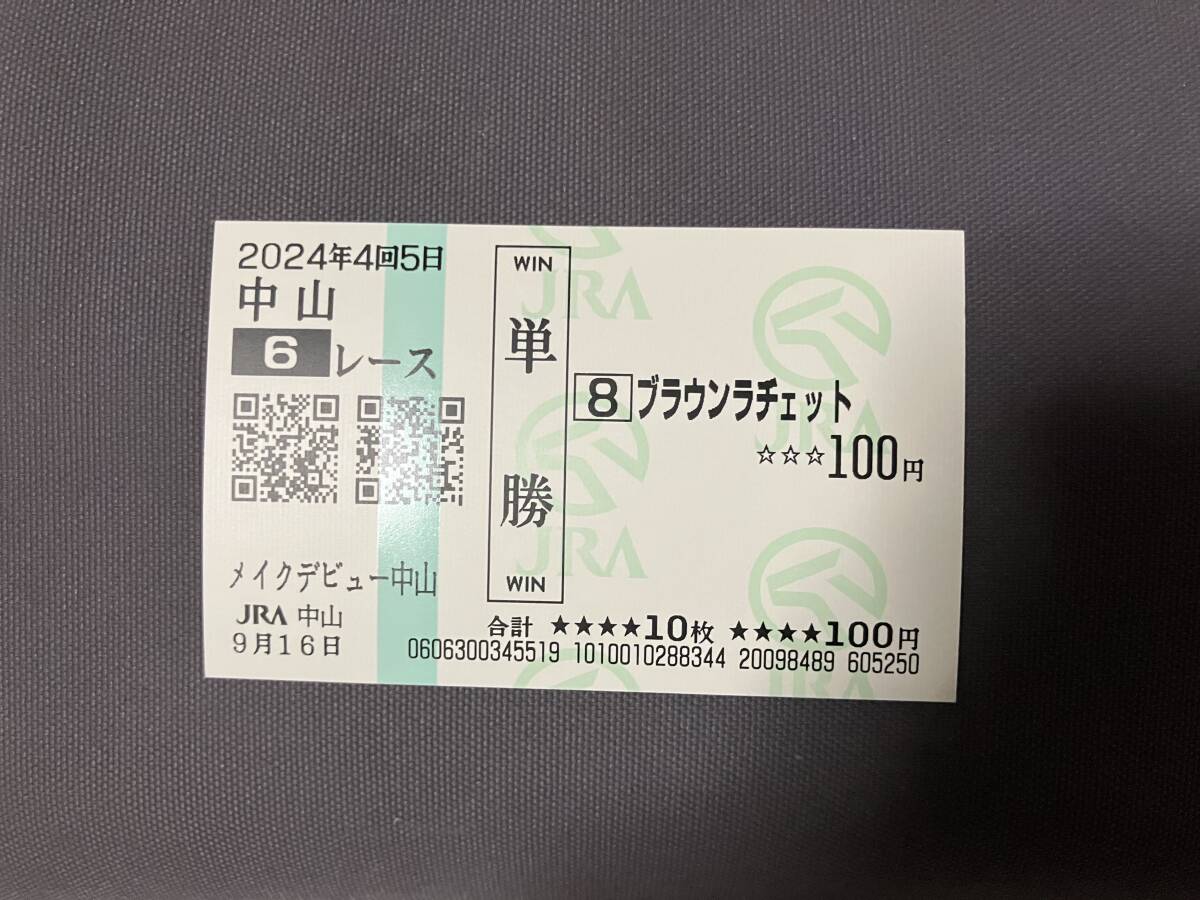 2024年4回5日
中山
6レース
メイクデビュー中山
JRA 中山
9月16日
WIN
単勝
WIN
8 ブラウンラチェット
☆☆☆100円
合計 ★★★★10枚 ★★★★100円
0606300345519 1010010288344 20098489 605250
JRA
JRA
JRA
JRA